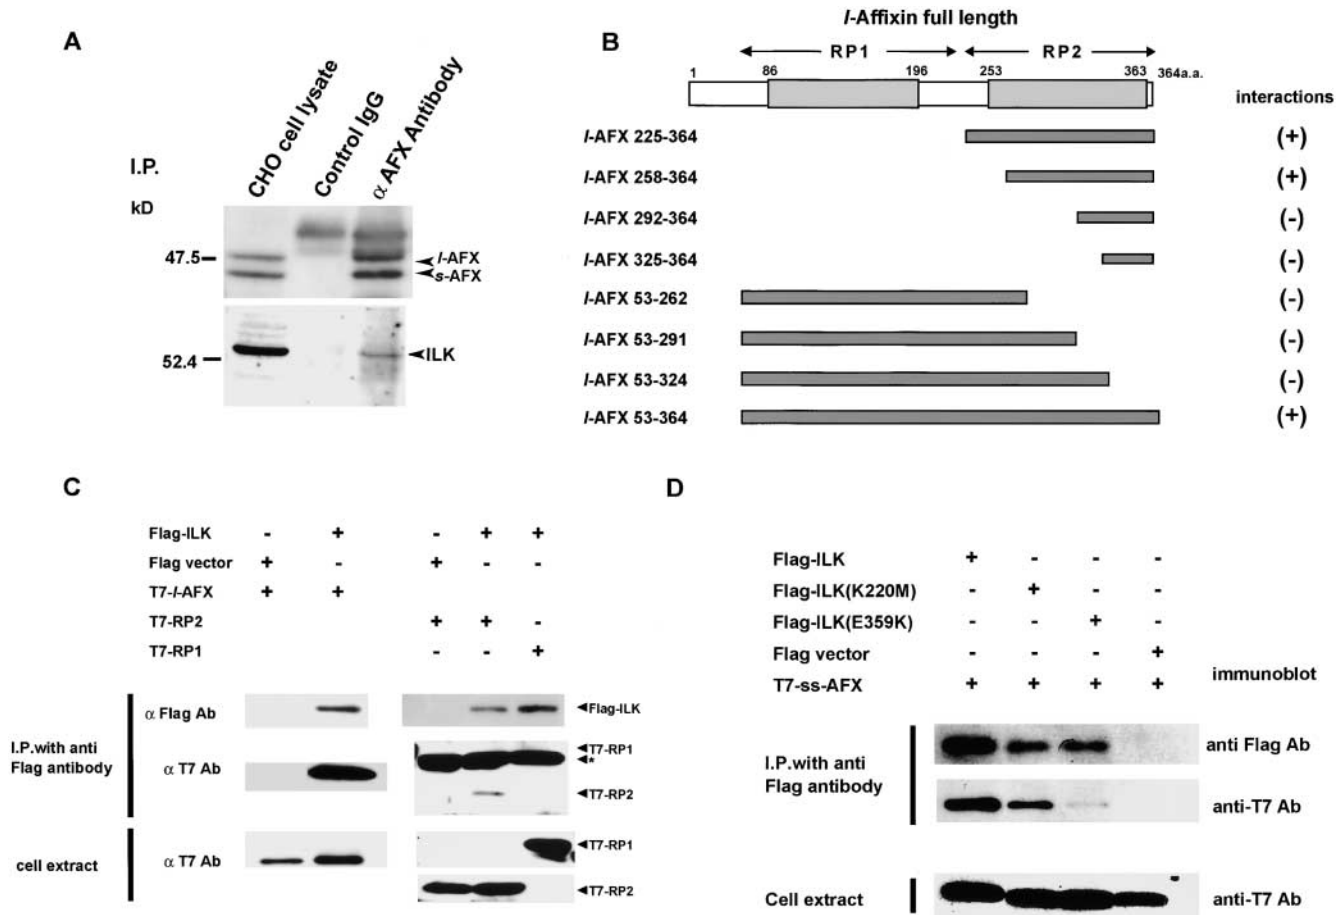 A
I.P.
kD
CHO cell lysate
Control IgG
α AFX Antibody
47.5
l-AFX
s-AFX
52.4
ILK
B
l-Affixin full length
RP1
RP2
1
86
196
253
363
364a.a.
interactions
l-AFX 225-364 (+)
l-AFX 258-364 (+)
l-AFX 292-364 (-)
l-AFX 325-364 (-)
l-AFX 53-262 (-)
l-AFX 53-291 (-)
l-AFX 53-324 (-)
l-AFX 53-364 (+)
C
Flag-ILK - + - + +
Flag vector + - + - -
T7-l-AFX + +
T7-RP2 + + -
T7-RP1 - - +
I.P.with anti
Flag antibody
α Flag Ab
Flag-ILK
α T7 Ab
T7-RP1
*
T7-RP2
cell extract
α T7 Ab
T7-RP1
T7-RP2
D
Flag-ILK + - - -
Flag-ILK(K220M) - + - -
Flag-ILK(E359K) - - + -
Flag vector - - - +
T7-ss-AFX + + + +
immunoblot
I.P.with anti
Flag antibody
anti Flag Ab
anti-T7 Ab
Cell extract
anti-T7 Ab